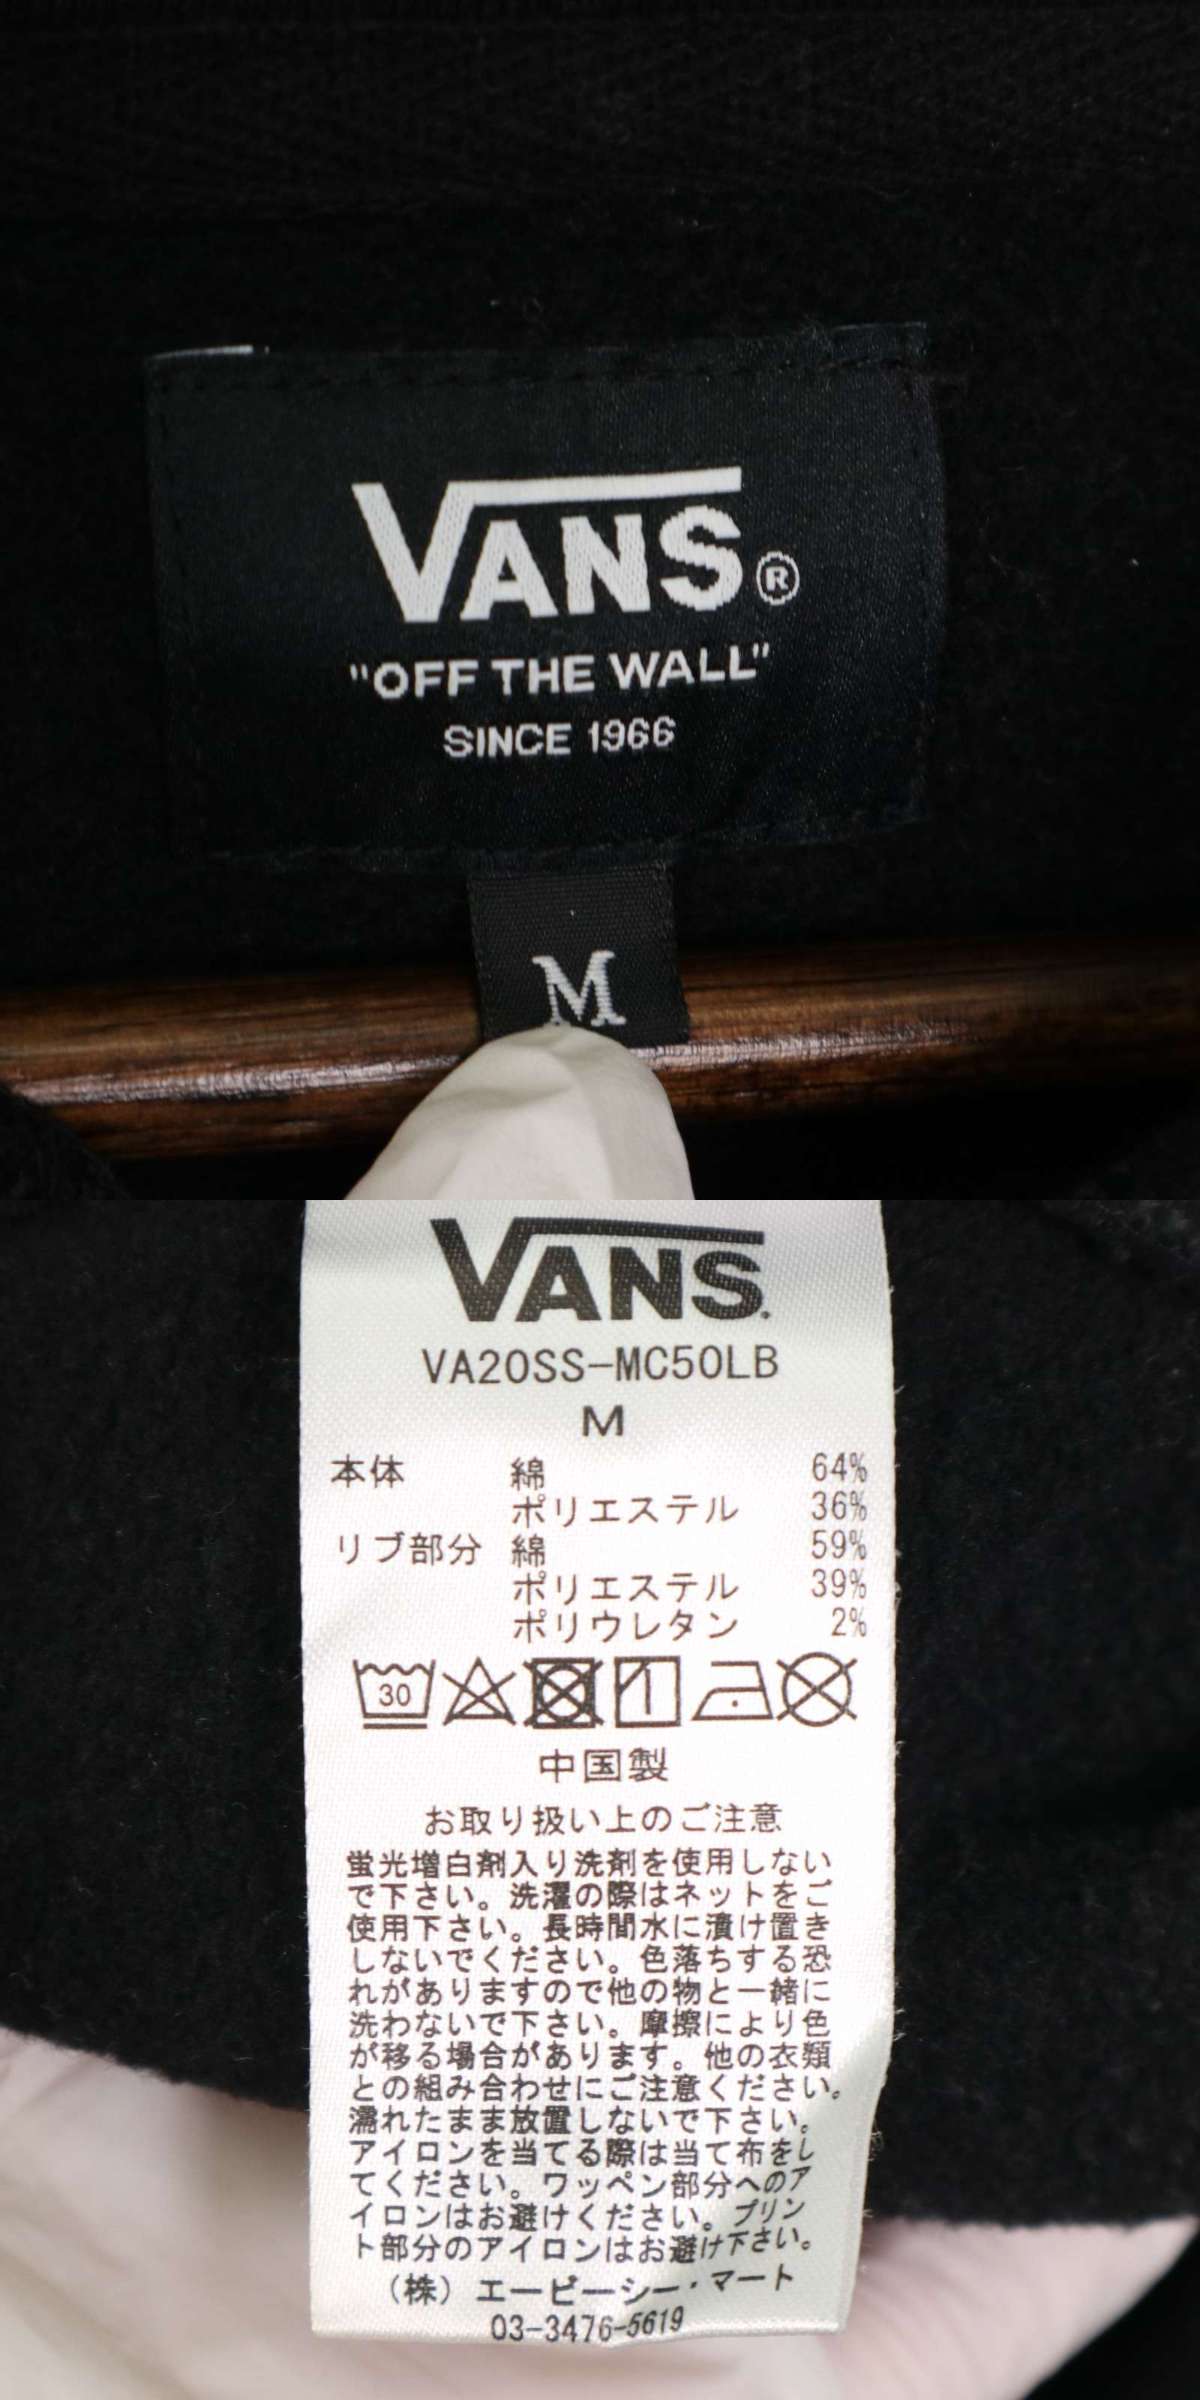 VANS®
"OFF THE WALL"
SINCE 1966
M
VANS.
VA20SS-MC50LB
M
本体 綿 64%
ポリエステル 36%
リブ部分 綿 59%
ポリエステル 39%
ポリウレタン 2%
30
中国製
お取り扱い上のご注意
蛍光増白剤入り洗剤を使用しない
で下さい。洗濯の際はネットをご
使用下さい。長時間水に漬け置き
しないでください。色落ちする恐
れがありますので他の物と一緒に
洗わないで下さい。摩擦により色
が移る場合があります。他の衣類
との組み合わせにご注意ください。
濡れたまま放置しないで下さい。
アイロンを当てる際は当て布をし
てください。ワッペン部分へのア
イロンはお避けください。プリン
ト部分のアイロンはお避け下さい。
(株)エービーシー・マート
03-3476-5619